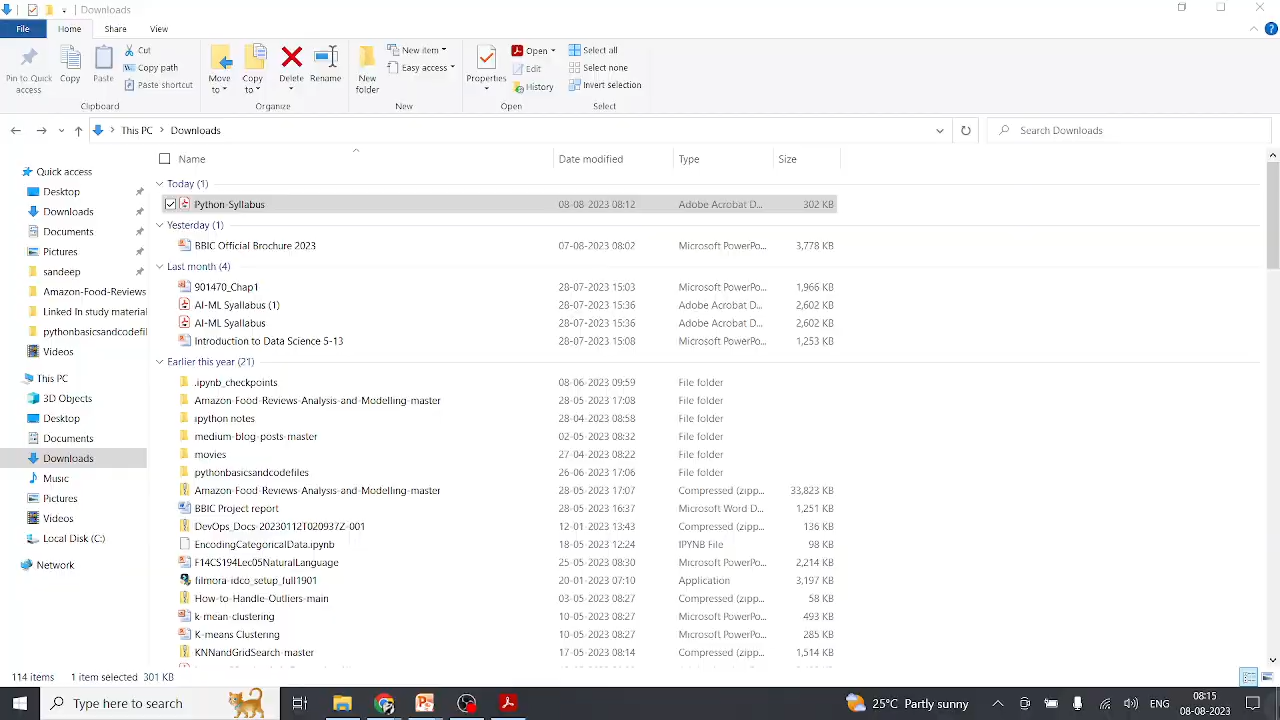 Downloads
File
Home
Share
View
Pin to Quick access
Copy
Paste
Cut
Copy path
Paste shortcut
Clipboard
Move to
Copy to
Delete
Rename
Organize
New folder
New item
Easy access
New
Properties
Open
Edit
History
Open
Select all
Select none
Invert selection
Select
This PC
Downloads
Search Downloads
Quick access
Desktop
Downloads
Documents
Pictures
sandeep
Amazon-Food-Reviews
Linked In study material
pythonbasicsandcodefil
Videos
This PC
3D Objects
Desktop
Documents
Downloads
Music
Pictures
Videos
Local Disk (C:)
Network
Name Date modified Type Size
Today (1)
Python-Syllabus 08-08-2023 08:12 Adobe Acrobat D... 302 KB
Yesterday (1)
BBIC Official Brochure 2023 07-08-2023 08:02 Microsoft PowerPo... 3,778 KB
Last month (4)
901470_Chap1 28-07-2023 15:03 Microsoft PowerPo... 1,966 KB
AI-ML Syallabus (1) 28-07-2023 15:36 Adobe Acrobat D... 2,602 KB
AI-ML Syallabus 28-07-2023 15:36 Adobe Acrobat D... 2,602 KB
Introduction to Data Science 5-13 28-07-2023 15:08 Microsoft PowerPo... 1,253 KB
Earlier this year (21)
.ipynb_checkpoints 08-06-2023 09:59 File folder
Amazon-Food-Reviews-Analysis-and-Modelling-master 28-05-2023 17:08 File folder
ipython notes 28-04-2023 08:58 File folder
medium-blog-posts-master 02-05-2023 08:32 File folder
movies 27-04-2023 08:22 File folder
pythonbasicsandcodefiles 26-06-2023 17:06 File folder
Amazon-Food-Reviews-Analysis-and-Modelling-master 28-05-2023 17:07 Compressed (zipp... 33,823 KB
BBIC Project report 28-05-2023 16:37 Microsoft Word D... 1,251 KB
DevOps_Docs-20230112T020937Z-001 12-01-2023 13:43 Compressed (zipp... 136 KB
EncodingCategoricalData.ipynb 18-05-2023 12:24 IPYNB File 98 KB
F14CS194Lec05NaturalLanguage 25-05-2023 08:30 Microsoft PowerPo... 2,214 KB
filmora-idco_setup_full1901 20-01-2023 07:10 Application 3,197 KB
How-to-Handle-Outliers-main 03-05-2023 08:27 Compressed (zipp... 58 KB
k-mean-clustering 10-05-2023 08:27 Microsoft PowerPo... 493 KB
K-means Clustering 10-05-2023 08:27 Microsoft PowerPo... 285 KB
KNNandGridSearch-master 17-05-2023 08:14 Compressed (zipp... 1,514 KB
114 items 1 item selected 301 KB
Type here to search
25°C Partly sunny
ENG
08:15
08-08-2023